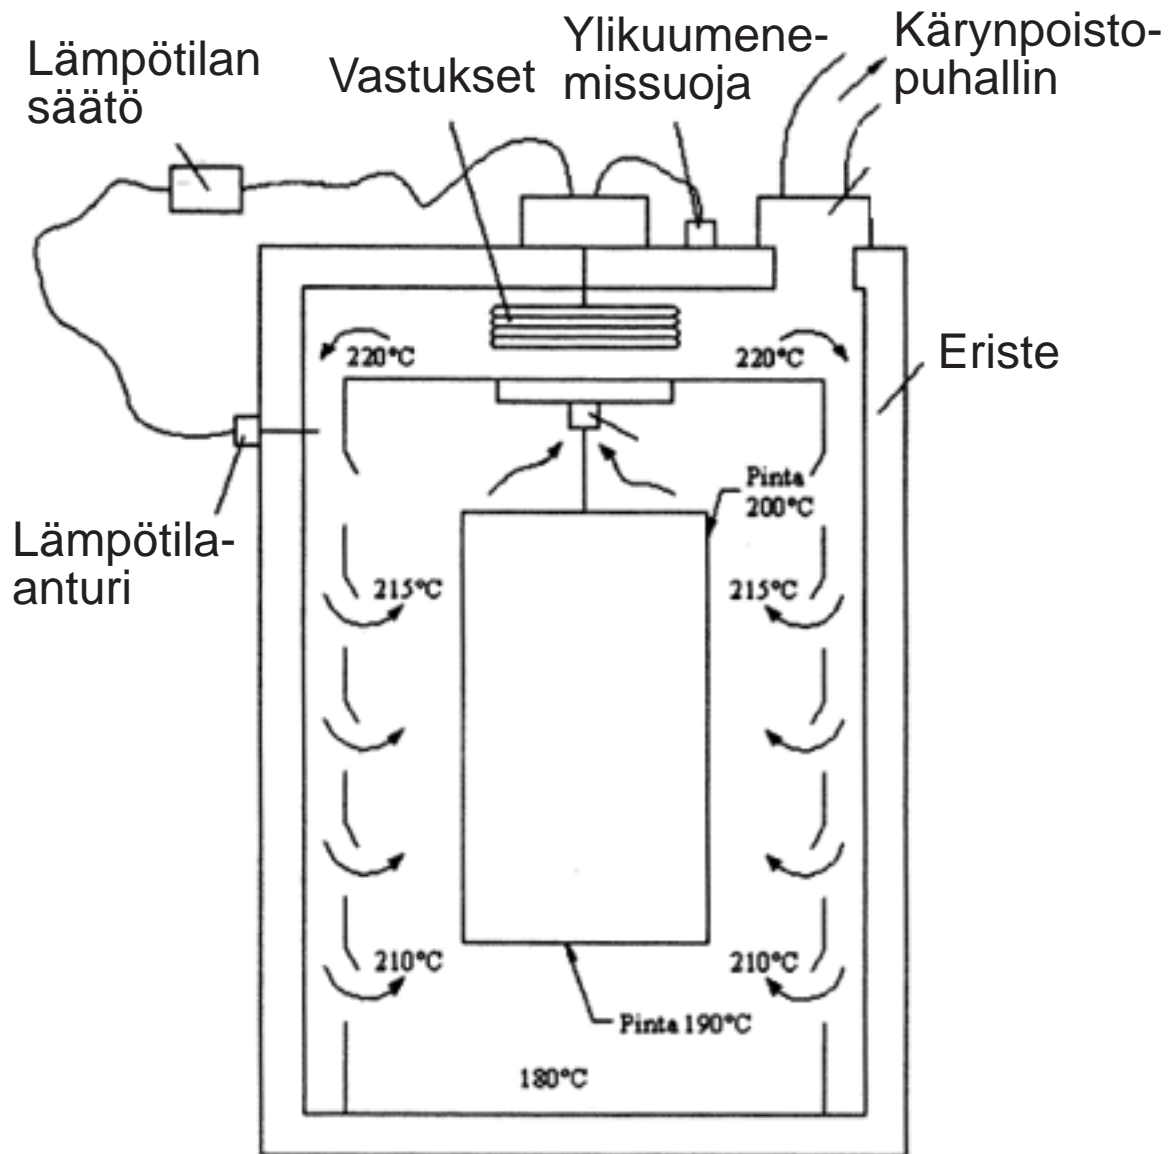 Lämpötilan
säätö
Vastukset
Ylikuumene-
missuoja
Kärynpoisto-
puhallin
220°C
220°C
Eriste
Pinta
200°C
Lämpötila-
anturi
215°C
215°C
210°C
210°C
Pinta 190°C
180°C